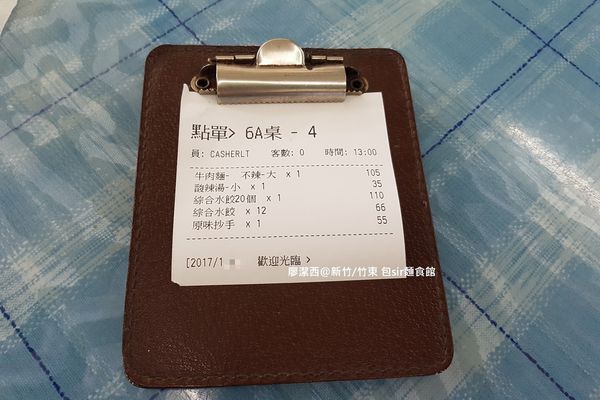 點單> 6A桌 - 4
員: CASHERLT 客數: 0 時間: 13:00
牛肉麵- 不辣-大 x 1 105
酸辣湯-小 x 1 35
綜合水餃20個 x 1 110
綜合水餃 x 12 66
原味抄手 x 1 55
[2017/1 歡迎光臨 >
廖潔西@新竹/竹東 包sir麵食館